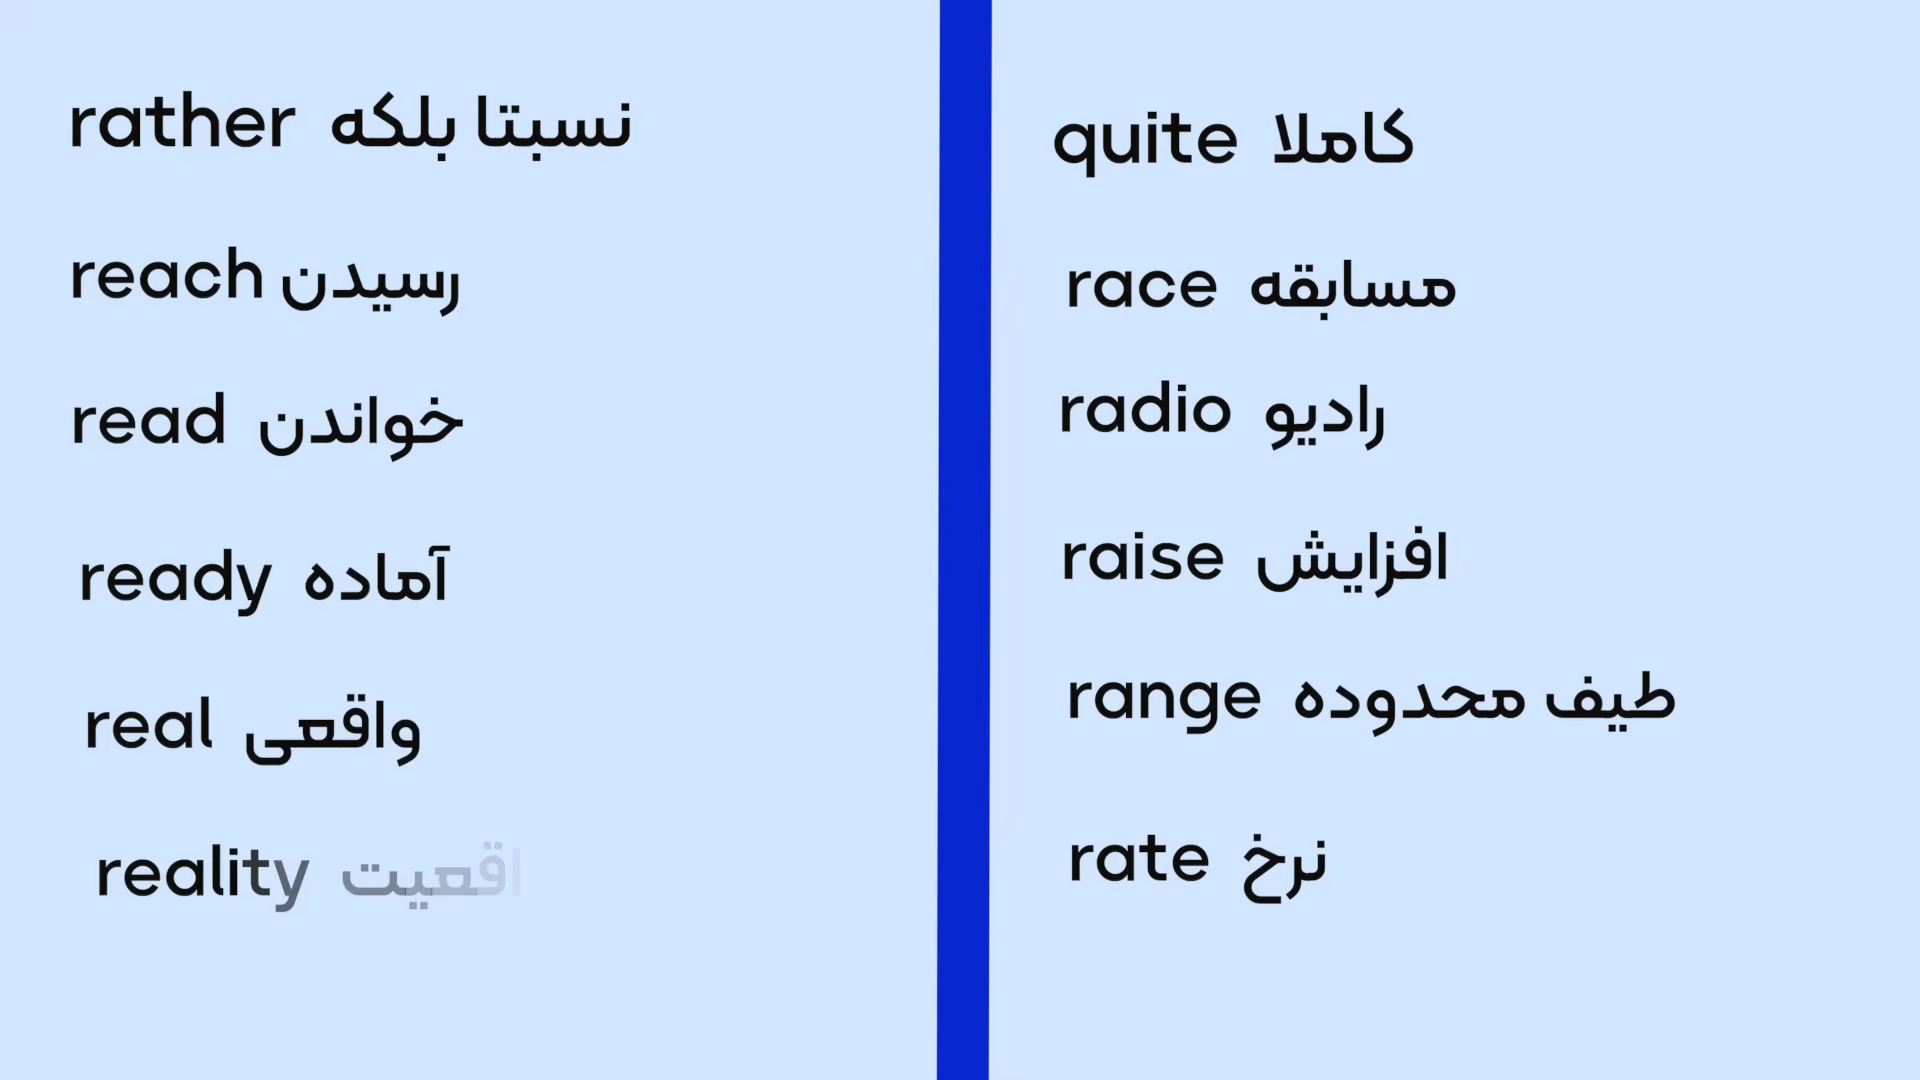 rather نسبتا بلکه
reach رسیدن
read خواندن
ready آماده
real واقعی
reality اقعیت
quite کاملا
race مسابقه
radio رادیو
raise افزایش
range طیف محدوده
rate نرخ